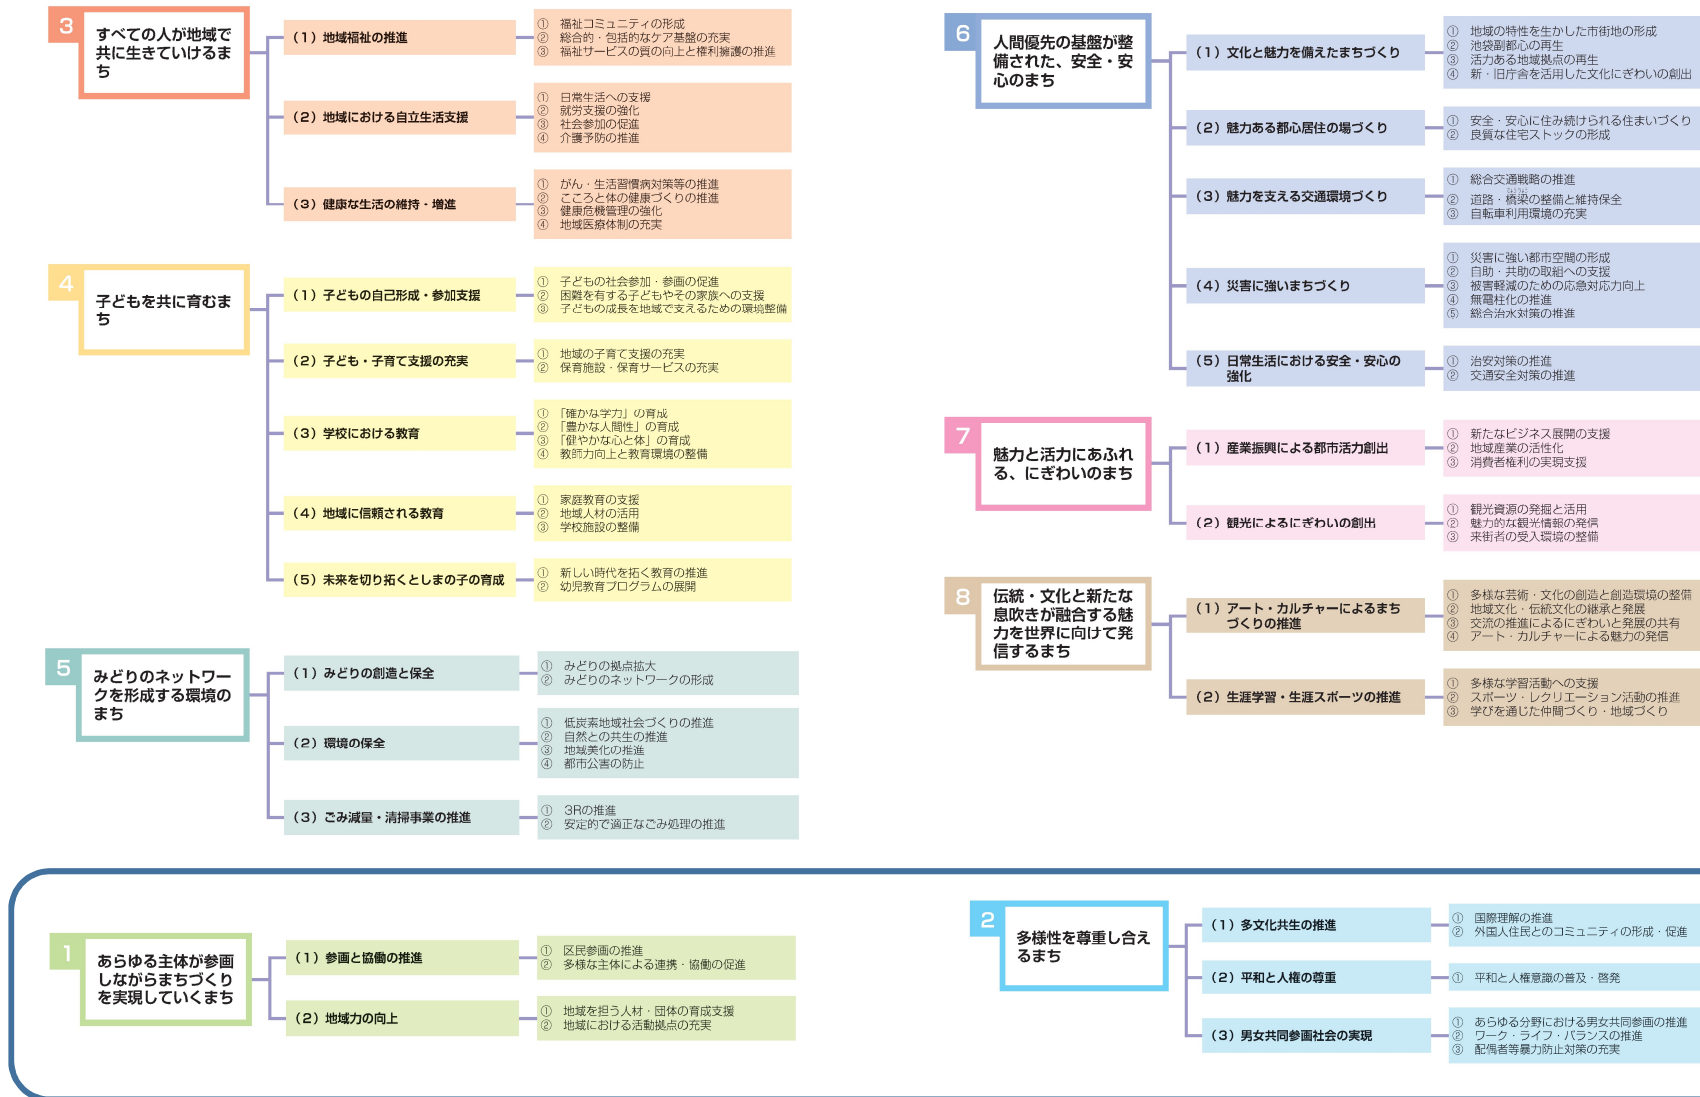 3
すべての人が地域で
共に生きていけるま
ち
(1) 地域福祉の推進
① 福祉コミュニティの形成
② 総合的・包括的なケア基盤の充実
③ 福祉サービスの質の向上と権利擁護の推進
(2) 地域における自立生活支援
① 日常生活への支援
② 就労支援の強化
③ 社会参加の促進
④ 介護予防の推進
(3) 健康な生活の維持・増進
① がん・生活習慣病対策等の推進
② こころと体の健康づくりの推進
③ 健康危機管理の強化
④ 地域医療体制の充実
4
子どもを共に育むま
ち
(1) 子どもの自己形成・参加支援
① 子どもの社会参加・参画の促進
② 困難を有する子どもやその家族への支援
③ 子どもの成長を地域で支えるための環境整備
(2) 子ども・子育て支援の充実
① 地域の子育て支援の充実
② 保育施設・保育サービスの充実
(3) 学校における教育
① 「確かな学力」の育成
② 「豊かな人間性」の育成
③ 「健やかな心と体」の育成
④ 教師力向上と教育環境の整備
(4) 地域に信頼される教育
① 家庭教育の支援
② 地域人材の活用
③ 学校施設の整備
(5) 未来を切り拓くとしまの子の育成
① 新しい時代を拓く教育の推進
② 幼児教育プログラムの展開
5
みどりのネットワー
クを形成する環境の
まち
(1) みどりの創造と保全
① みどりの拠点拡大
② みどりのネットワークの形成
(2) 環境の保全
① 低炭素地域社会づくりの推進
② 自然との共生の推進
③ 地域美化の推進
④ 都市公害の防止
(3) ごみ減量・清掃事業の推進
① 3Rの推進
② 安定的で適正なごみ処理の推進
6
人間優先の基盤が整
備された、安全・安
心のまち
(1) 文化と魅力を備えたまちづくり
① 地域の特性を生かした市街地の形成
② 池袋副都心の再生
③ 活力ある地域拠点の再生
④ 新・旧庁舎を活用した文化にぎわいの創出
(2) 魅力ある都心居住の場づくり
① 安全・安心に住み続けられる住まいづくり
② 良質な住宅ストックの形成
(3) 魅力を支える交通環境づくり
① 総合交通戦略の推進
② 道路・橋梁の整備と維持保全
③ 自転車利用環境の充実
(4) 災害に強いまちづくり
① 災害に強い都市空間の形成
② 自助・共助の取組への支援
③ 被害軽減のための応急対応力向上
④ 無電柱化の推進
⑤ 総合治水対策の推進
(5) 日常生活における安全・安心の
強化
① 治安対策の推進
② 交通安全対策の推進
7
魅力と活力にあふれ
る、にぎわいのまち
(1) 産業振興による都市活力創出
① 新たなビジネス展開の支援
② 地域産業の活性化
③ 消費者権利の実現支援
(2) 観光によるにぎわいの創出
① 観光資源の発掘と活用
② 魅力的な観光情報の発信
③ 来街者の受入環境の整備
8
伝統・文化と新たな
息吹きが融合する魅
力を世界に向けて発
信するまち
(1) アート・カルチャーによるまち
づくりの推進
① 多様な芸術・文化の創造と創造環境の整備
② 地域文化・伝統文化の継承と発展
③ 交流の推進によるにぎわいと発展の共有
④ アート・カルチャーによる魅力の発信
(2) 生涯学習・生涯スポーツの推進
① 多様な学習活動への支援
② スポーツ・レクリエーション活動の推進
③ 学びを通じた仲間づくり・地域づくり
1
あらゆる主体が参画
しながらまちづくり
を実現していくまち
(1) 参画と協働の推進
① 区民参画の推進
② 多様な主体による連携・協働の促進
(2) 地域力の向上
① 地域を担う人材・団体の育成支援
② 地域における活動拠点の充実
2
多様性を尊重し合え
るまち
(1) 多文化共生の推進
① 国際理解の推進
② 外国人住民とのコミュニティの形成・促進
(2) 平和と人権の尊重
① 平和と人権意識の普及・啓発
(3) 男女共同参画社会の実現
① あらゆる分野における男女共同参画の推進
② ワーク・ライフ・バランスの推進
③ 配偶者等暴力防止対策の充実